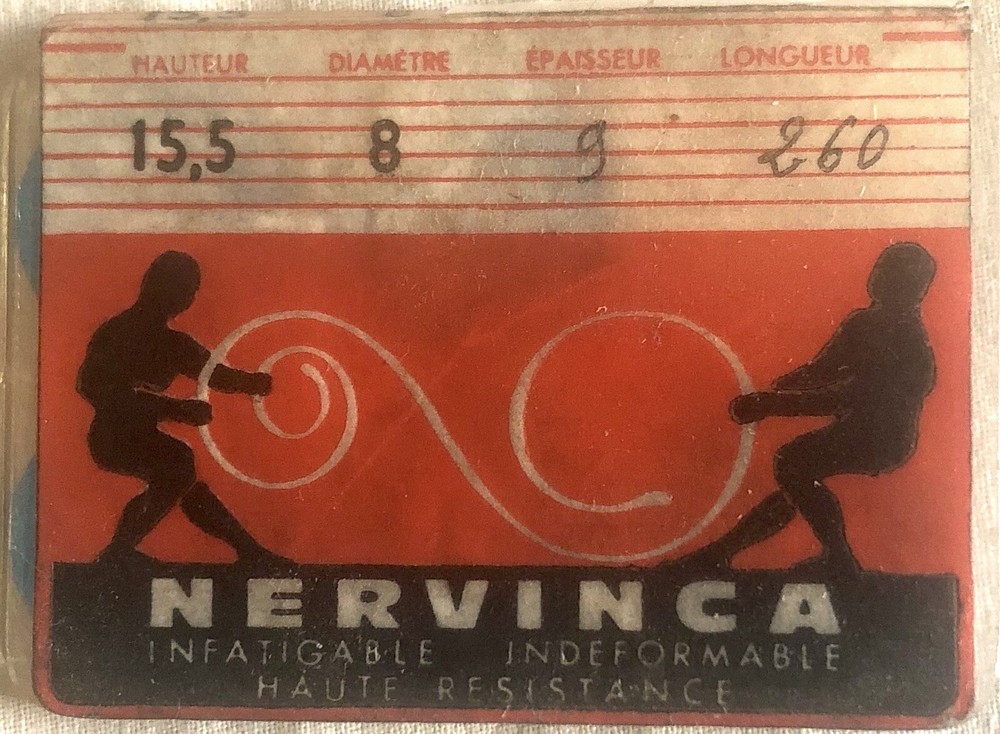 HAUTEUR DIAMÈTRE ÉPAISSEUR LONGUEUR
15,5 8 9 260
NERVINCA
INFATIGABLE INDEFORMABLE
HAUTE RESISTANCE